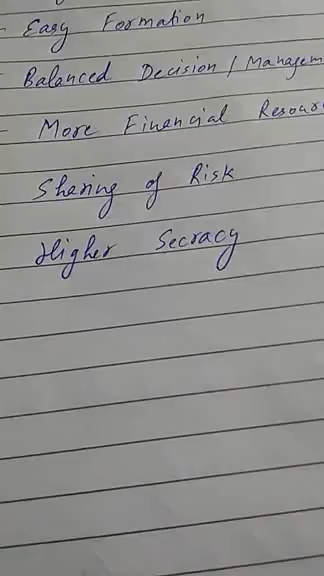 - Easy Formation
- Balanced Decision / Managem
- More Financial Resour
Sharing of Risk
Higher Secracy